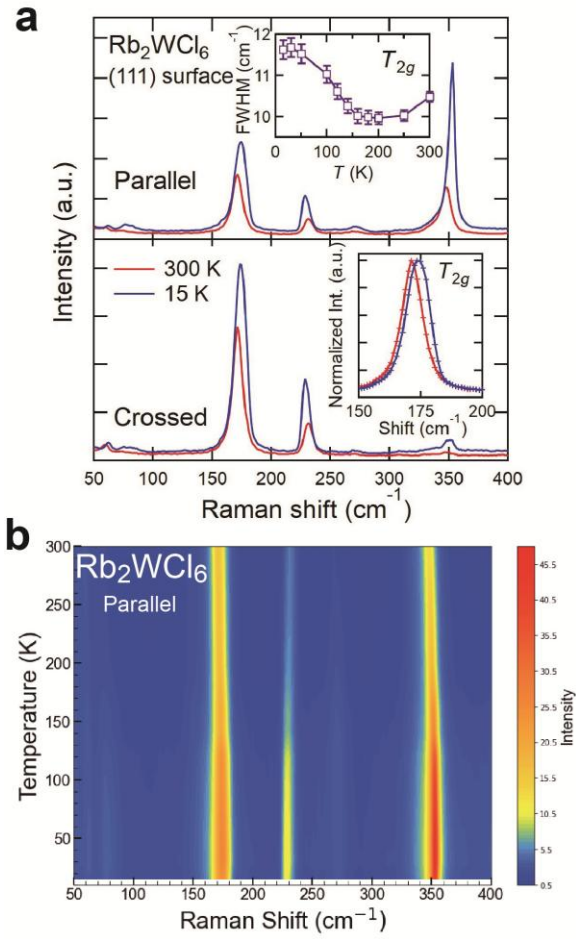 a
Rb₂WCl₆
(111) surface
Parallel
T₂g
FWHM (cm⁻¹)
12
11
10
0 100 200 300
T (K)
Intensity (a.u.)
300 K
15 K
Crossed
T₂g
Normalized Int. (a.u.)
150 175 200
Shift (cm⁻¹)
50 100 150 200 250 300 350 400
Raman shift (cm⁻¹)
b
Rb₂WCl₆
Parallel
Temperature (K)
300
250
200
150
100
50
50 100 150 200 250 300 350 400
Raman Shift (cm⁻¹)
45.5
40.5
35.5
30.5
25.5
20.5
15.5
10.5
5.5
0.5
Intensity